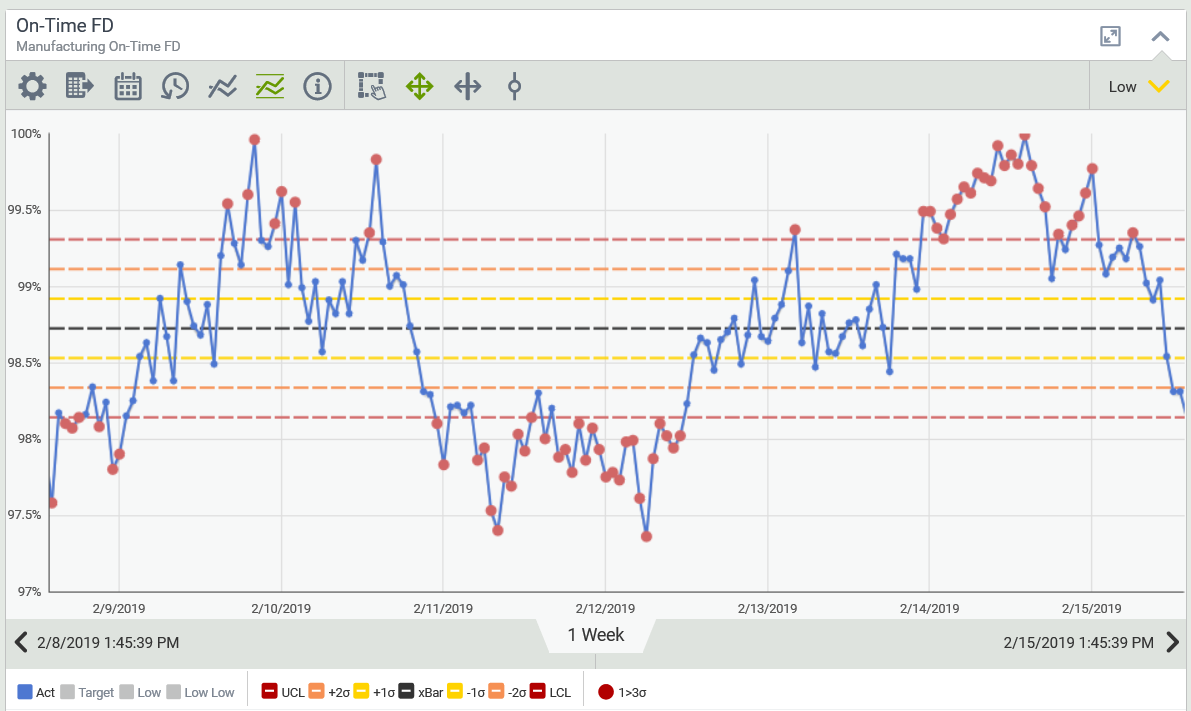 On-Time FD
Manufacturing On-Time FD
Low
100%
99.5%
99%
98.5%
98%
97.5%
97%
2/9/2019 2/10/2019 2/11/2019 2/12/2019 2/13/2019 2/14/2019 2/15/2019
2/8/2019 1:45:39 PM 1 Week 2/15/2019 1:45:39 PM
Act Target Low Low Low UCL +2σ +1σ xBar -1σ -2σ LCL 1>3σ